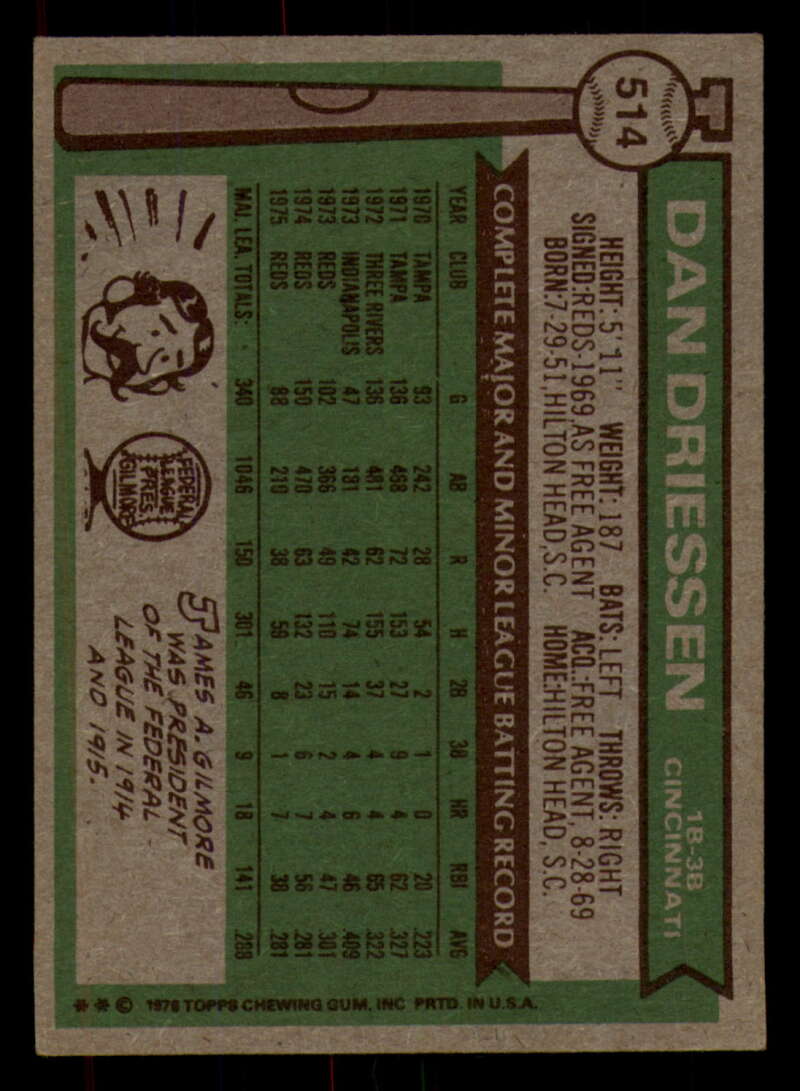 514
DAN DRIESSEN
1B-3B
CINCINNATI
HEIGHT: 5'11" WEIGHT: 187 BATS: LEFT THROWS: RIGHT
SIGNED: REDS-1969, AS FREE AGENT ACQ.: FREE AGENT, 8-28-69
BORN: 7-29-51, HILTON HEAD, S.C. HOME: HILTON HEAD, S.C.
COMPLETE MAJOR AND MINOR LEAGUE BATTING RECORD
YEAR CLUB G AB R H 2B 3B HR RBI AVG
1970 TAMPA 93 242 28 54 2 1 0 20 .223
1971 TAMPA 136 468 72 153 27 9 4 62 .327
1972 THREE RIVERS 136 481 62 155 37 4 4 65 .322
1973 INDIANAPOLIS 47 181 42 74 14 4 6 46 .409
1973 REDS 102 366 49 110 15 2 4 47 .301
1974 REDS 150 470 63 132 23 6 7 56 .281
1975 REDS 88 210 38 59 8 1 7 38 .281
MAJ. LEA. TOTALS: 340 1046 150 301 46 9 18 141 .288
FEDERAL
LEAGUE
PRES.
GILMORE
JAMES A. GILMORE
WAS PRESIDENT
OF THE FEDERAL
LEAGUE IN 1914
AND 1915.
* * © 1976 TOPPS CHEWING GUM, INC PRTD. IN U.S.A.